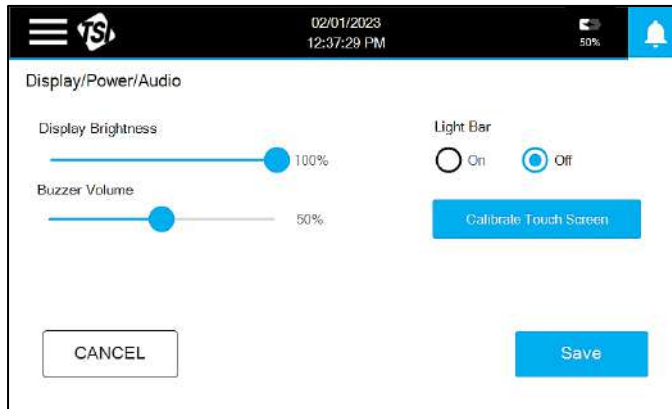 TSI
02/01/2023
12:37:29 PM
50%
Display/Power/Audio
Display Brightness
100%
Buzzer Volume
50%
Light Bar
On
Off
Calibrate Touch Screen
CANCEL
Save